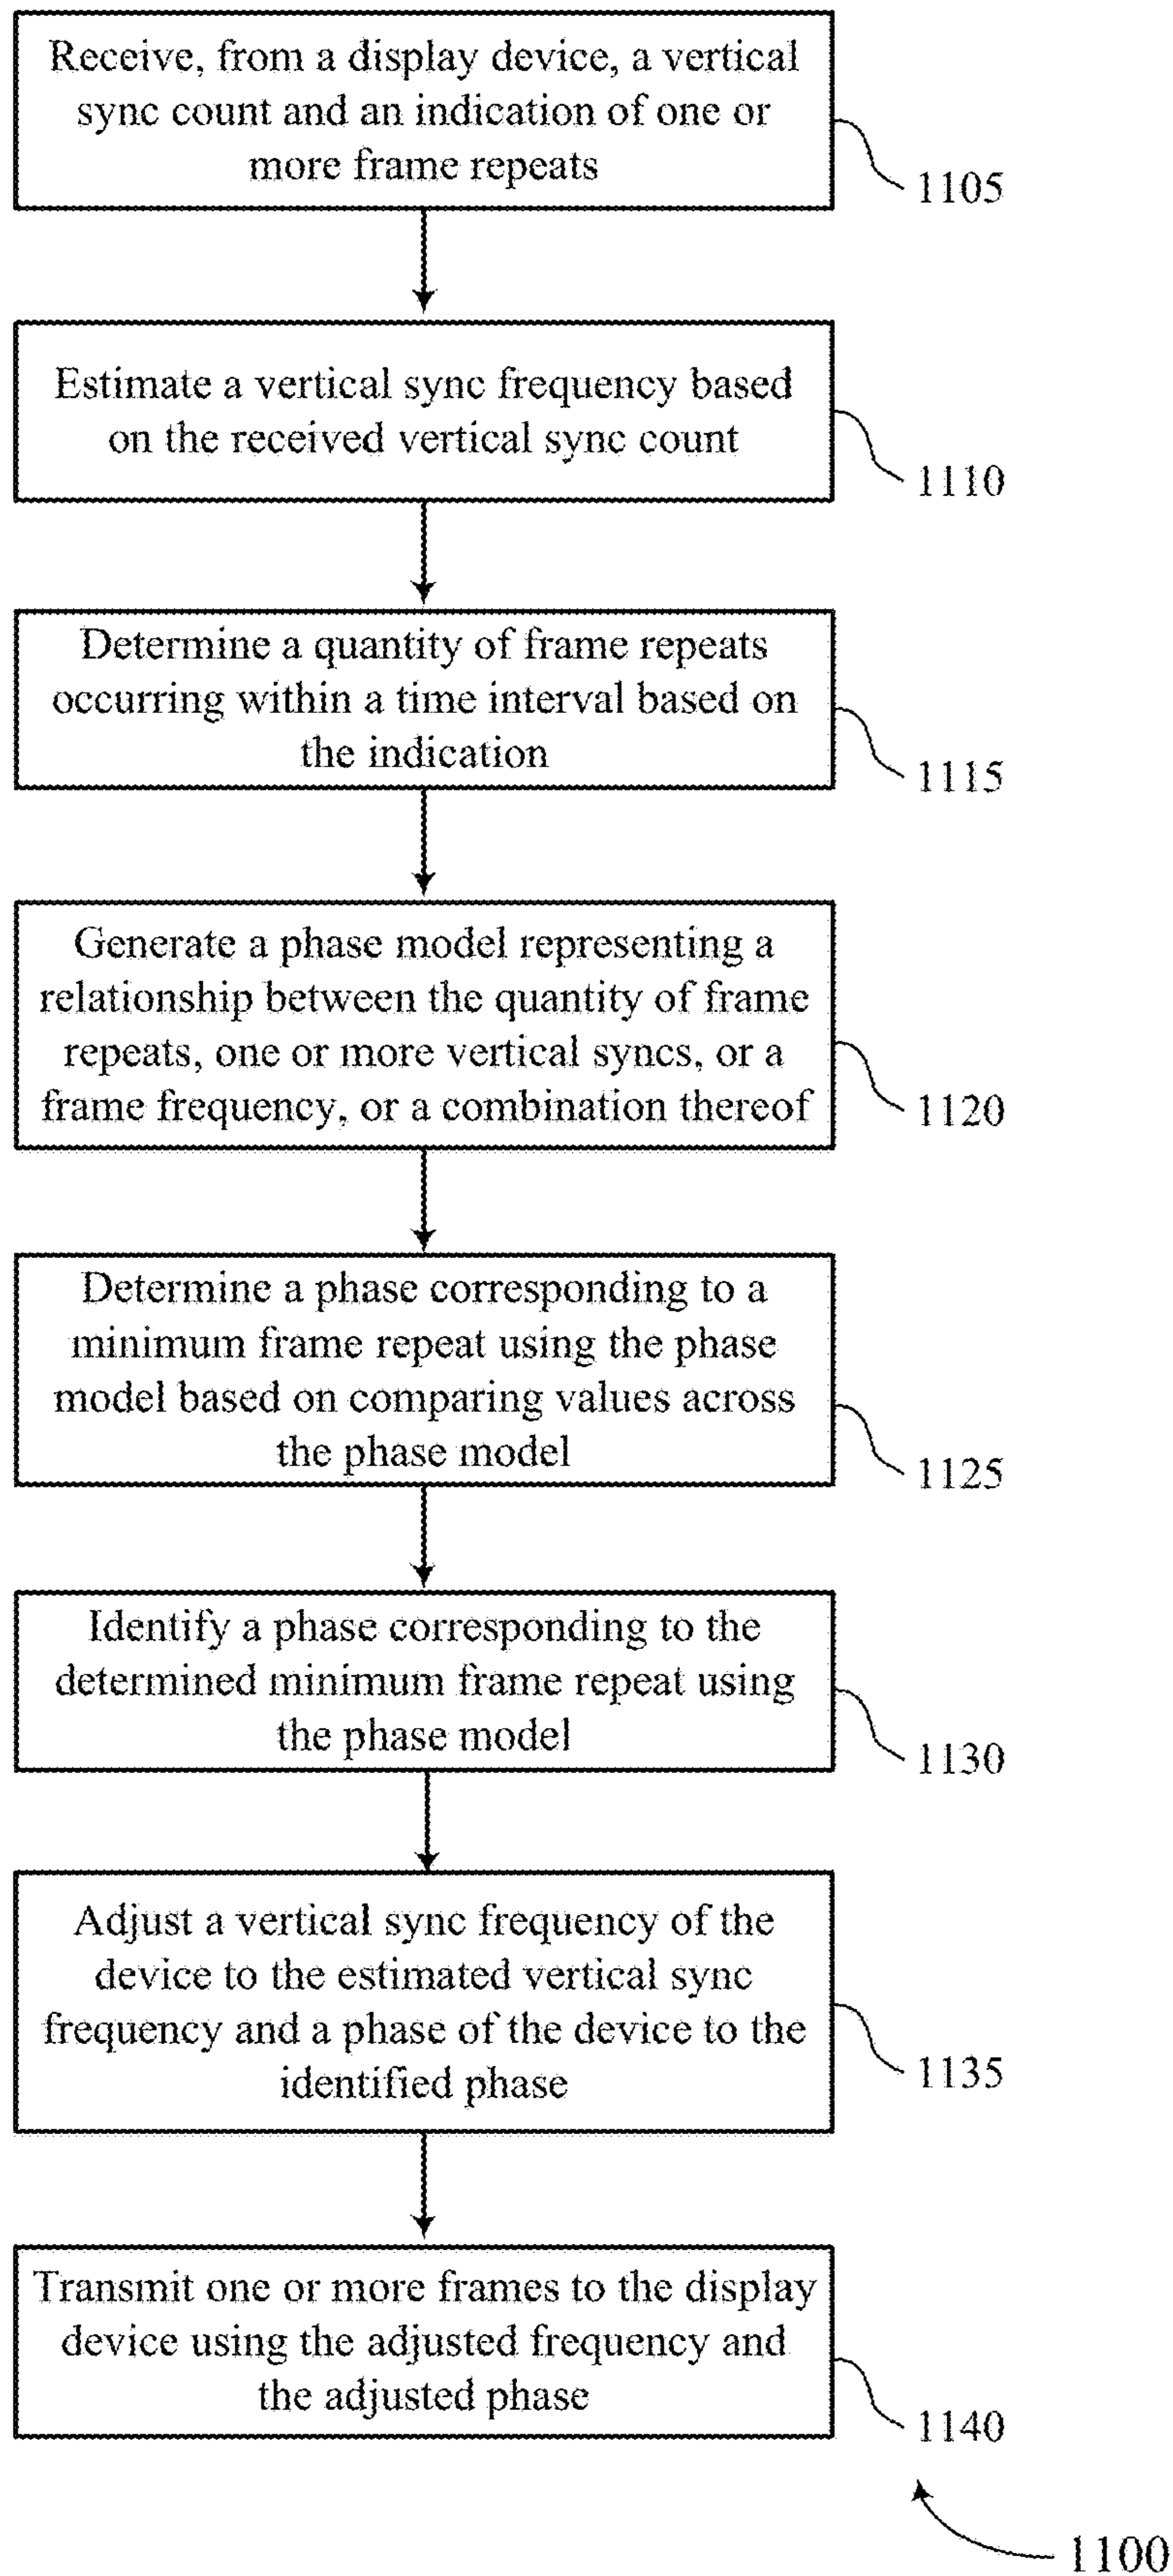 Receive, from a display device, a vertical
sync count and an indication of one or
more frame repeats
1105
Estimate a vertical sync frequency based
on the received vertical sync count
1110
Determine a quantity of frame repeats
occurring within a time interval based on
the indication
1115
Generate a phase model representing a
relationship between the quantity of frame
repeats, one or more vertical syncs, or a
frame frequency, or a combination thereof
1120
Determine a phase corresponding to a
minimum frame repeat using the phase
model based on comparing values across
the phase model
1125
Identify a phase corresponding to the
determined minimum frame repeat using
the phase model
1130
Adjust a vertical sync frequency of the
device to the estimated vertical sync
frequency and a phase of the device to the
identified phase
1135
Transmit one or more frames to the display
device using the adjusted frequency and
the adjusted phase
1140
1100